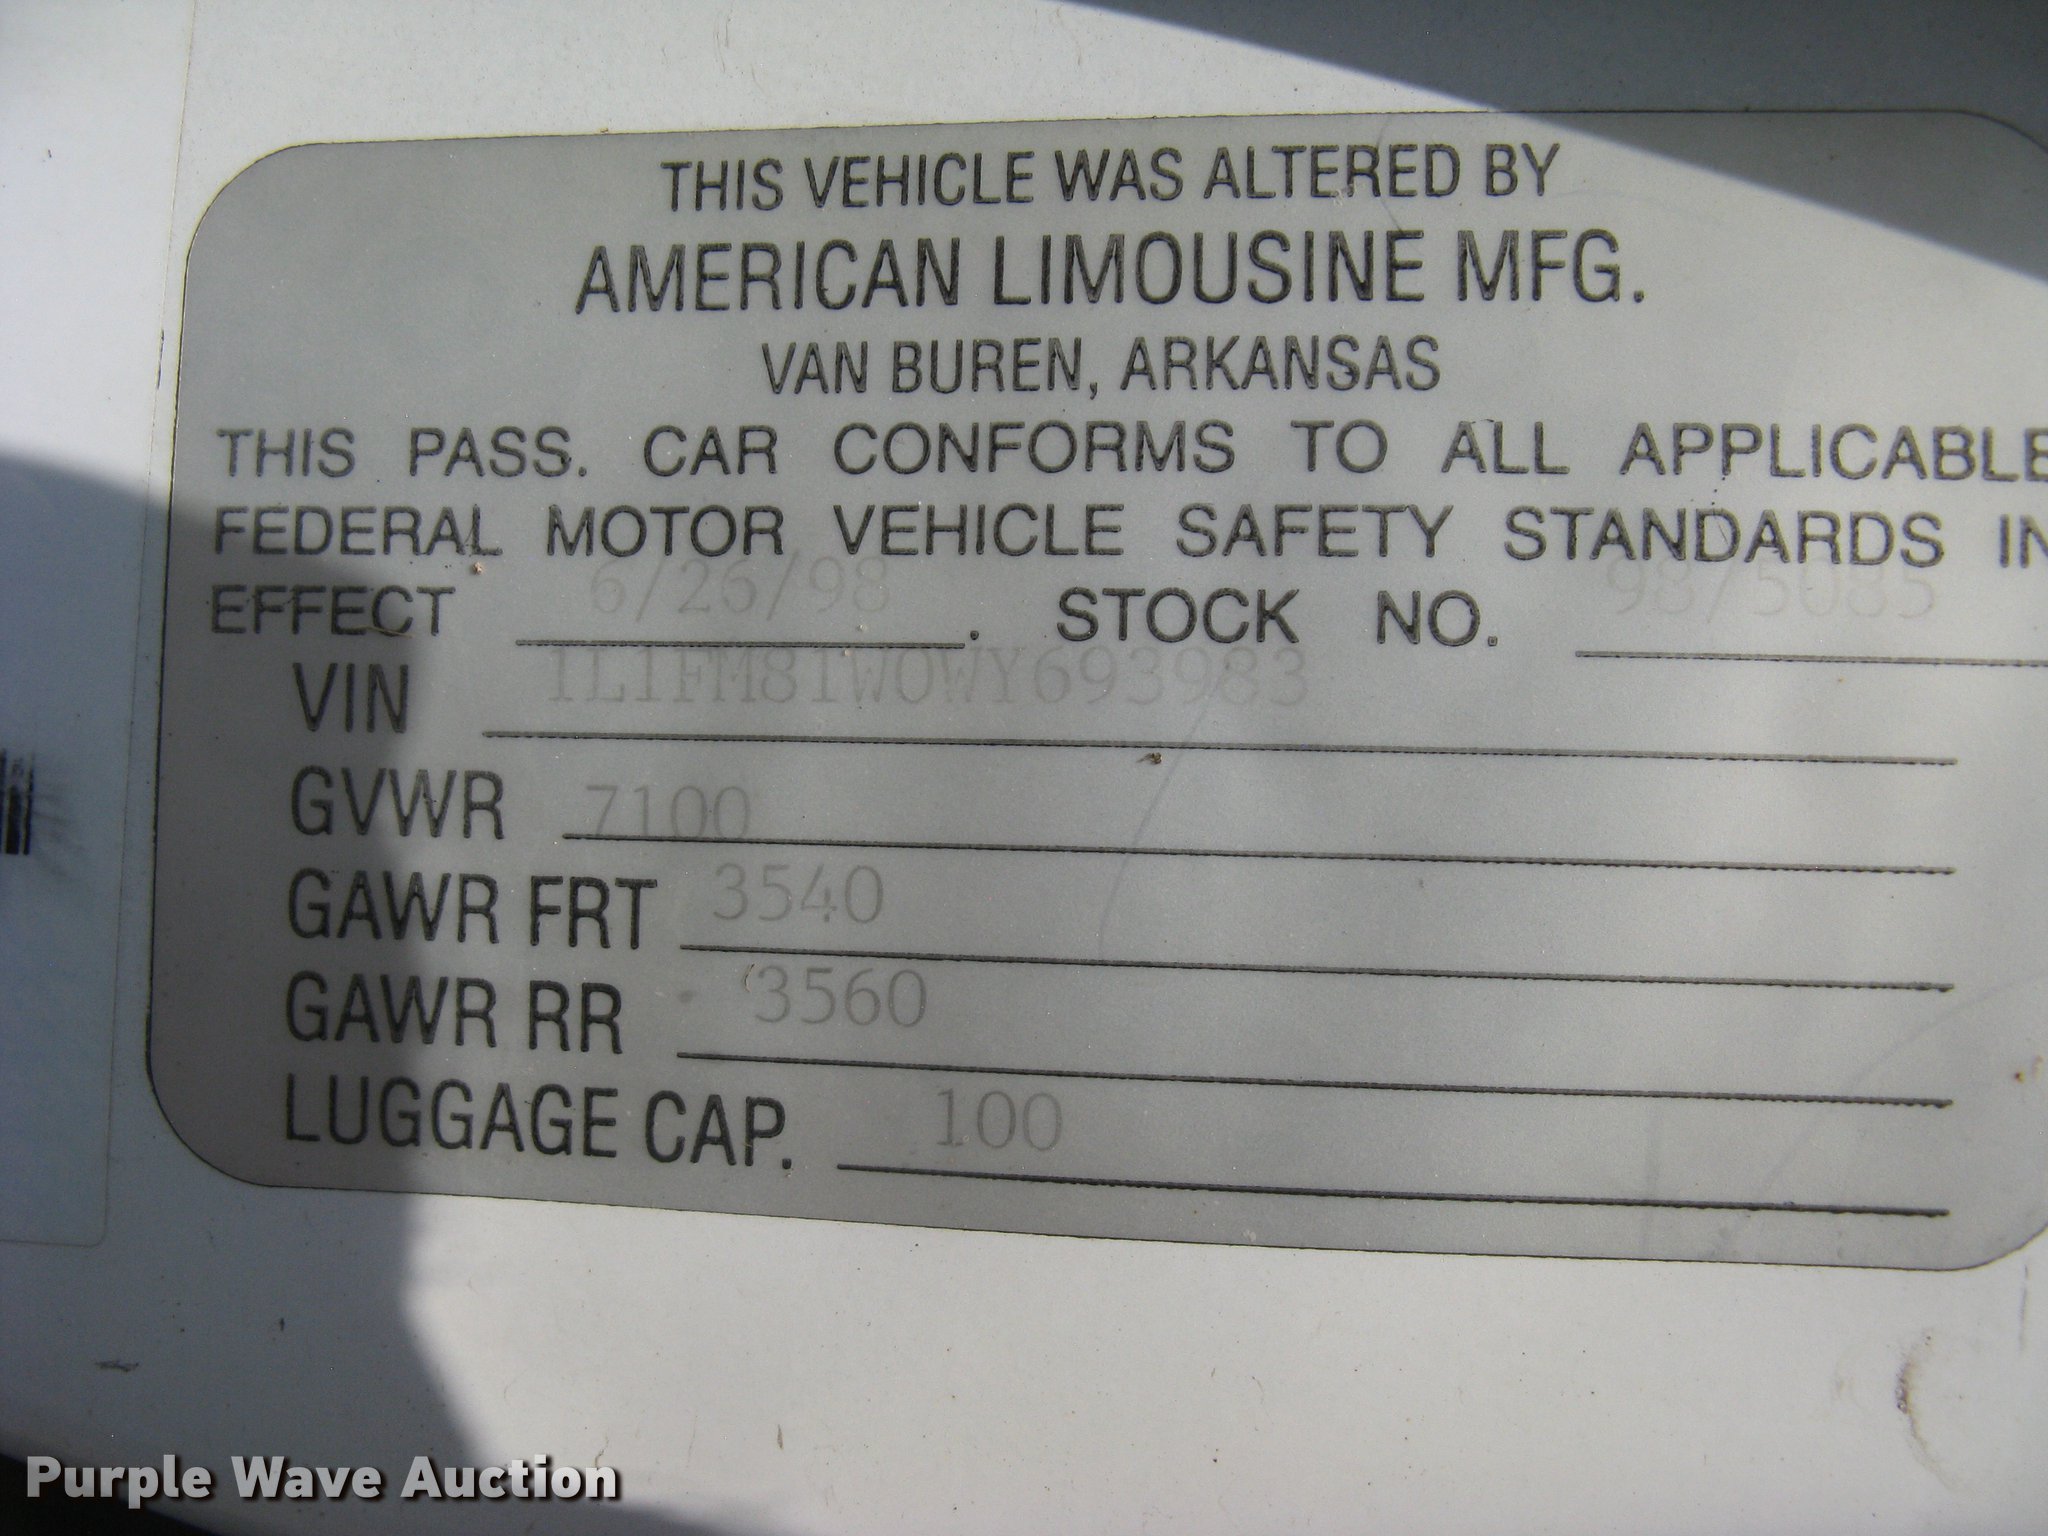 THIS VEHICLE WAS ALTERED BY
AMERICAN LIMOUSINE MFG.
VAN BUREN, ARKANSAS
THIS PASS. CAR CONFORMS TO ALL APPLICABLE
FEDERAL MOTOR VEHICLE SAFETY STANDARDS IN
EFFECT 6/26/98. STOCK NO. 98/5085
VIN 1L1FM81W0WY693983
GVWR 7100
GAWR FRT 3540
GAWR RR 3560
LUGGAGE CAP. 100
Purple Wave Auction